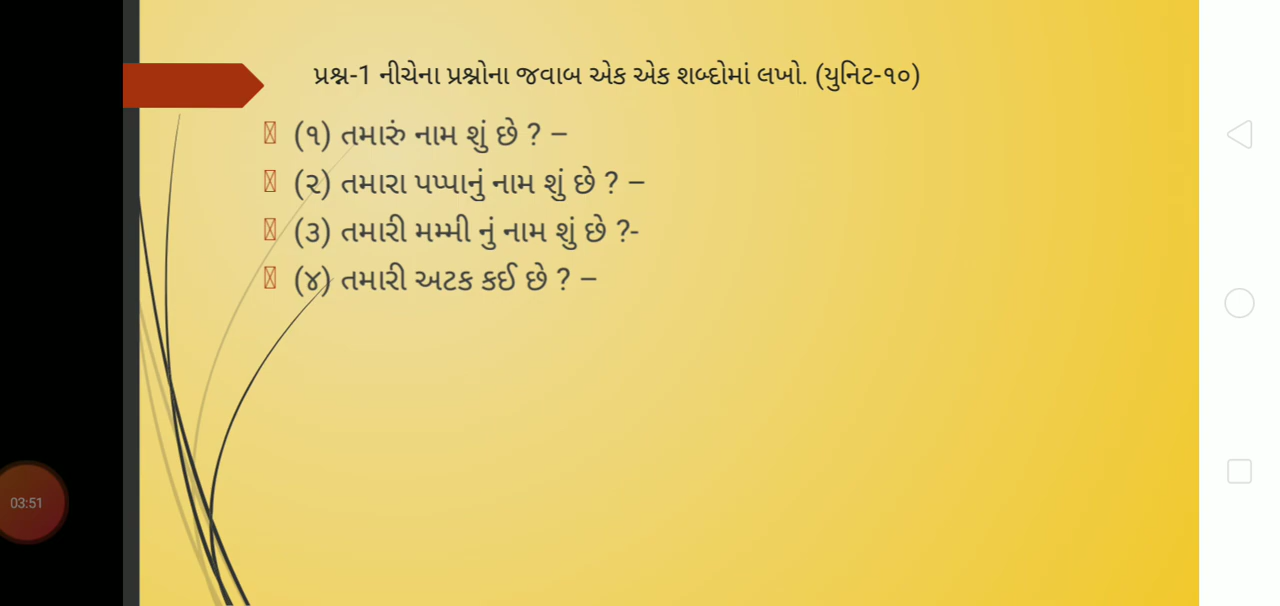 પ્રશ્ન-1 નીચેના પ્રશ્નોના જવાબ એક એક શબ્દોમાં લખો. (યુનિટ-૧૦)
(૧) તમારું નામ શું છે ? –
(૨) તમારા પપ્પાનું નામ શું છે ? –
(૩) તમારી મમ્મી નું નામ શું છે ?-
(૪) તમારી અટક કઈ છે ? –
03:51